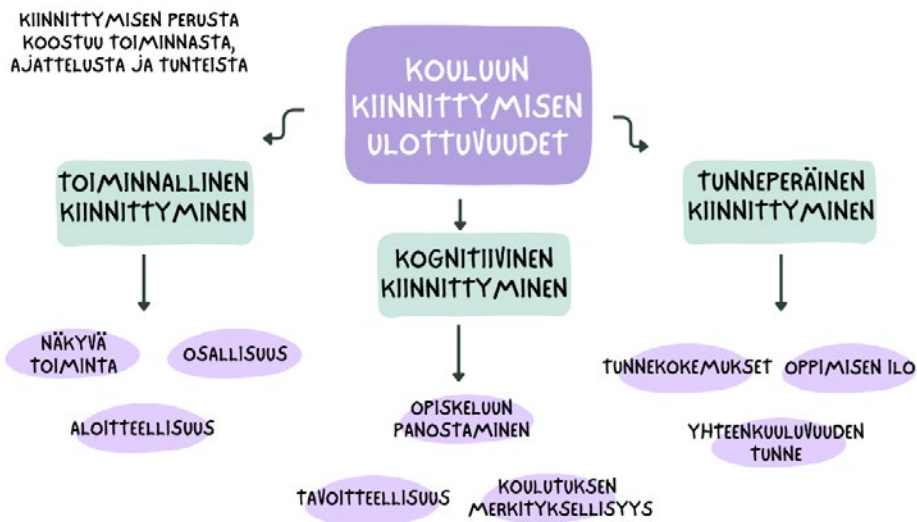 KIINNITTYMISEN PERUSTA
KOOSTUU TOIMINNASTA,
AJATTELUSTA JA TUNTEISTA
KOULUUN
KIINNITTYMISEN
ULOTTUVUUDET
TOIMINNALLINEN
KIINNITTYMINEN
NÄKYVÄ
TOIMINTA
OSALLISUUS
ALOITTEELLISUUS
KOGNITIIVINEN
KIINNITTYMINEN
OPISKELUUN
PANOSTAMINEN
TAVOITTEELLISUUS
KOULUTUKSEN
MERKITYKSELLISYYS
TUNNEPERÄINEN
KIINNITTYMINEN
TUNNEKOKEMUKSET
OPPIMISEN ILO
YHTEENKUULUVUUDEN
TUNNE